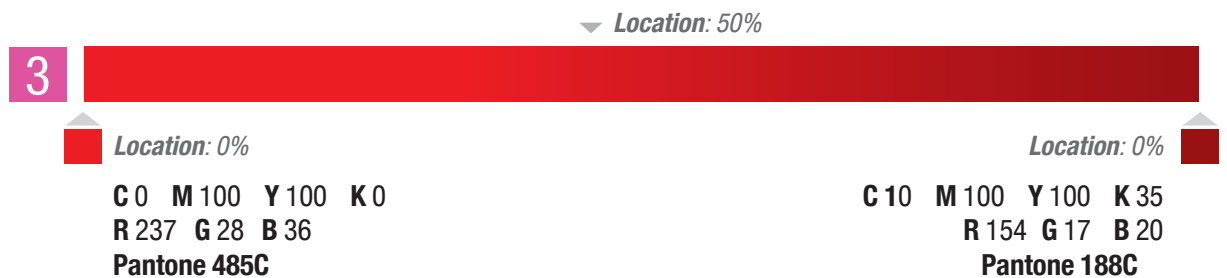 Location: 50%
3
Location: 0%
Location: 0%
C 0 M 100 Y 100 K 0
C 10 M 100 Y 100 K 35
R 237 G 28 B 36
R 154 G 17 B 20
Pantone 485C
Pantone 188C